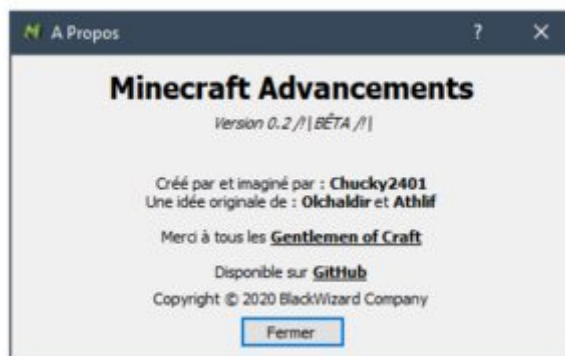 A Propos ?
Minecraft Advancements
Version 0.2 /!\ BÊTA /!\
Créé par et imaginé par : Chucky2401
Une idée originale de : Olchaldir et Athlif
Merci à tous les Gentlemen of Craft
Disponible sur GitHub
Copyright © 2020 BlackWizard Company
Fermer